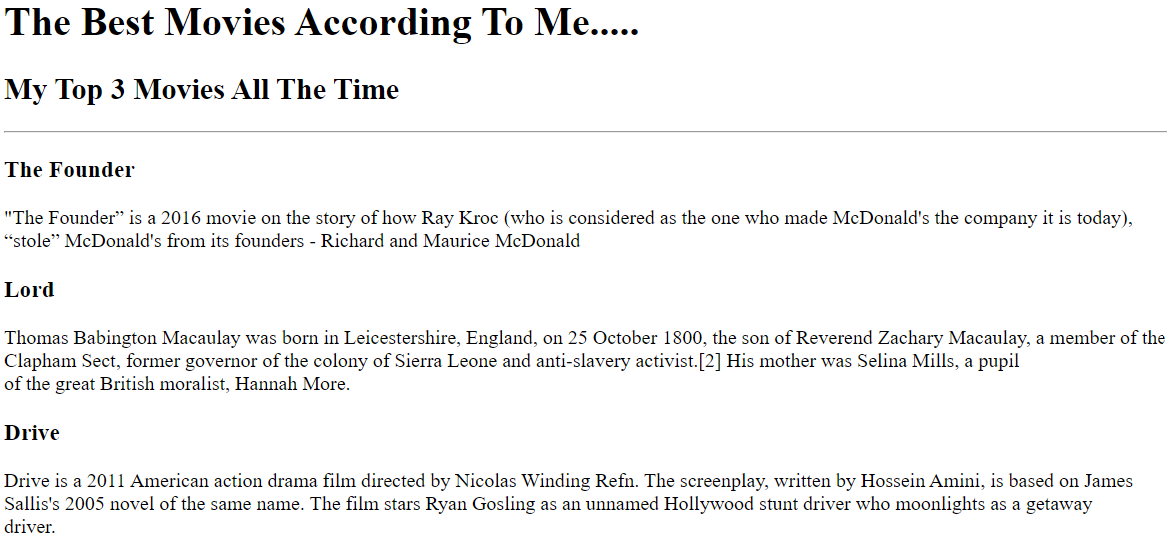 The Best Movies According To Me.....
My Top 3 Movies All The Time
The Founder
"The Founder” is a 2016 movie on the story of how Ray Kroc (who is considered as the one who made McDonald's the company it is today),
“stole” McDonald's from its founders - Richard and Maurice McDonald
Lord
Thomas Babington Macaulay was born in Leicestershire, England, on 25 October 1800, the son of Reverend Zachary Macaulay, a member of the
Clapham Sect, former governor of the colony of Sierra Leone and anti-slavery activist.[2] His mother was Selina Mills, a pupil
of the great British moralist, Hannah More.
Drive
Drive is a 2011 American action drama film directed by Nicolas Winding Refn. The screenplay, written by Hossein Amini, is based on James
Sallis's 2005 novel of the same name. The film stars Ryan Gosling as an unnamed Hollywood stunt driver who moonlights as a getaway
driver.